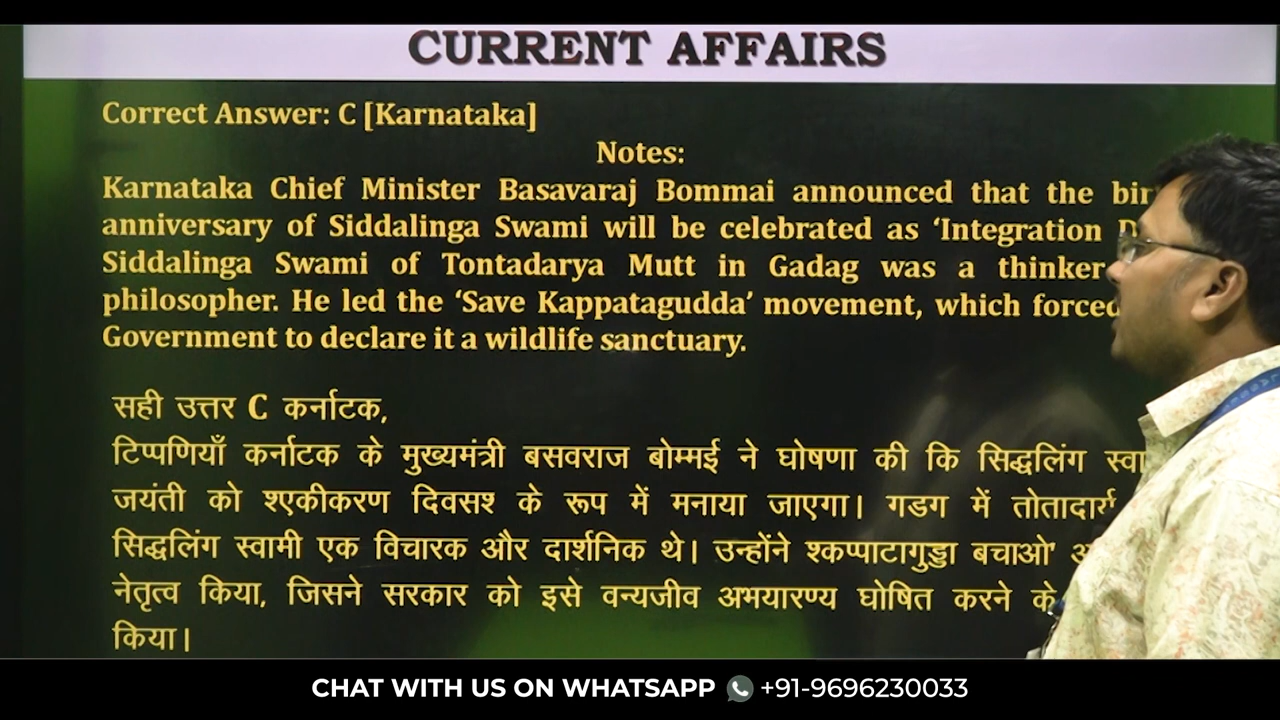 CURRENT AFFAIRS
Correct Answer: C [Karnataka]
Notes:
Karnataka Chief Minister Basavaraj Bommai announced that the
anniversary of Siddalinga Swami will be celebrated as ‘Integration
Siddalinga Swami of Tontadarya Mutt in Gadag was a thinker
philosopher. He led the ‘Save Kappatagudda’ movement, which forced
Government to declare it a wildlife sanctuary.
सही उत्तर C कर्नाटक,
टिप्पणियाँ कर्नाटक के मुख्यमंत्री बसवराज बोम्मई ने घोषणा की कि सिद्धलिंग
जयंती को श्एकीकरण दिवसश्‍ के रूप में मनाया जाएगा। गडग में
सिद्धलिंग स्वामी एक विचारक और दार्शनिक थे। उन्होंने श्कप्पाटागुड्डा बचाओ’
नेतृत्व किया, जिसने सरकार को इसे वन्यजीव अभयारण्य घोषित करने के
किया।
CHAT WITH US ON WHATSAPP +91-9696230033